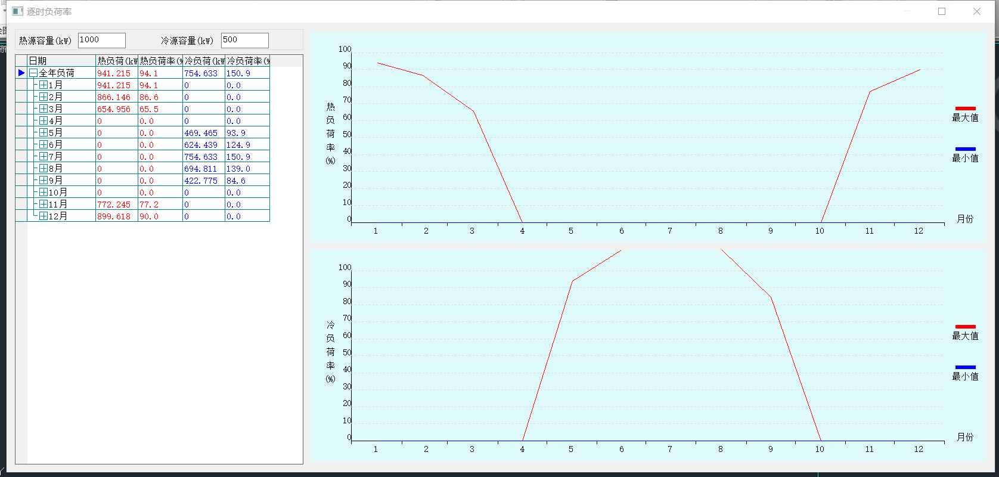 逐时负荷率
热源容量(kW) 1000 冷源容量(kW) 500
日期 热负荷(kW 热负荷率(% 冷负荷(kW 冷负荷率(%
全年负荷 941.215 94.1 754.633 150.9
1月 941.215 94.1 0 0.0
2月 866.146 86.6 0 0.0
3月 654.956 65.5 0 0.0
4月 0 0.0 0 0.0
5月 0 0.0 469.465 93.9
6月 0 0.0 624.439 124.9
7月 0 0.0 754.633 150.9
8月 0 0.0 694.811 139.0
9月 0 0.0 422.775 84.6
10月 0 0.0 0 0.0
11月 772.245 77.2 0 0.0
12月 899.618 90.0 0 0.0
热负荷率(%)
100
90
80
70
60
50
40
30
20
10
0
1 2 3 4 5 6 7 8 9 10 11 12
最大值
最小值
月份
冷负荷率(%)
100
90
80
70
60
50
40
30
20
10
0
1 2 3 4 5 6 7 8 9 10 11 12
最大值
最小值
月份